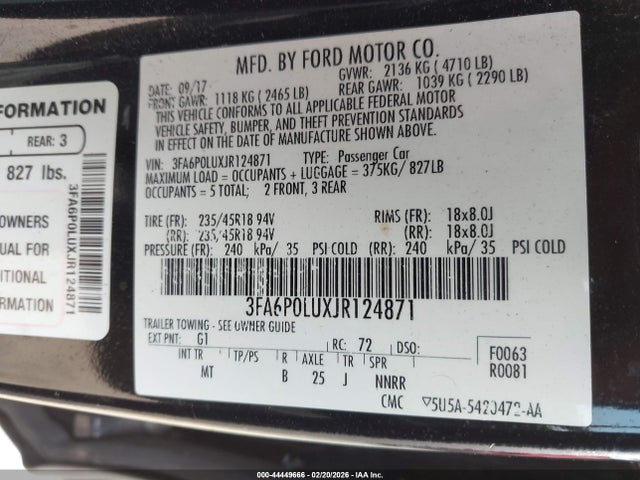 FORMATION
REAR: 3
827 lbs.
OWNERS
UAL FOR
DITIONAL
FORMATION
3FA6P0LUXJR124871
MFD. BY FORD MOTOR CO.
DATE: 09/17 GVWR: 2136 KG ( 4710 LB)
FRONT GAWR: 1118 KG ( 2465 LB) REAR GAWR: 1039 KG ( 2290 LB)
THIS VEHICLE CONFORMS TO ALL APPLICABLE FEDERAL MOTOR
VEHICLE SAFETY, BUMPER, AND THEFT PREVENTION STANDARDS
IN EFFECT ON THE DATE OF MANUFACTURE SHOWN ABOVE.
VIN: 3FA6P0LUXJR124871 TYPE: Passenger Car
MAXIMUM LOAD = OCCUPANTS + LUGGAGE = 375KG/ 827LB
OCCUPANTS = 5 TOTAL; 2 FRONT, 3 REAR
TIRE (FR): 235/45R18 94V RIMS (FR): 18x8.0J
(RR): 235/45R18 94V (RR): 18x8.0J
PRESSURE (FR): 240 kPa/ 35 PSI COLD (RR): 240 kPa/ 35 PSI COLD
3FA6P0LUXJR124871
TRAILER TOWING - SEE OWNER GUIDE
EXT PNT: G1 RC: 72 DSO:
INT TR TP/PS R AXLE TR SPR
MT B 25 J NNRR
F0063
R0081
CMC ▽5U5A-5420472-AA
000-44449666 - 02/20/2026 - IAA Inc.